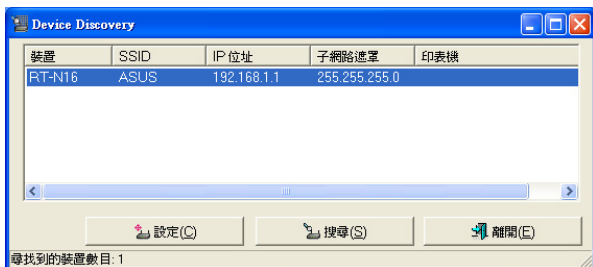 Device Discovery
裝置 SSID IP位址 子網路遮罩 印表機
RT-N16 ASUS 192.168.1.1 255.255.255.0
設定(C) 搜尋(S) 離開(E)
尋找到的裝置數目: 1